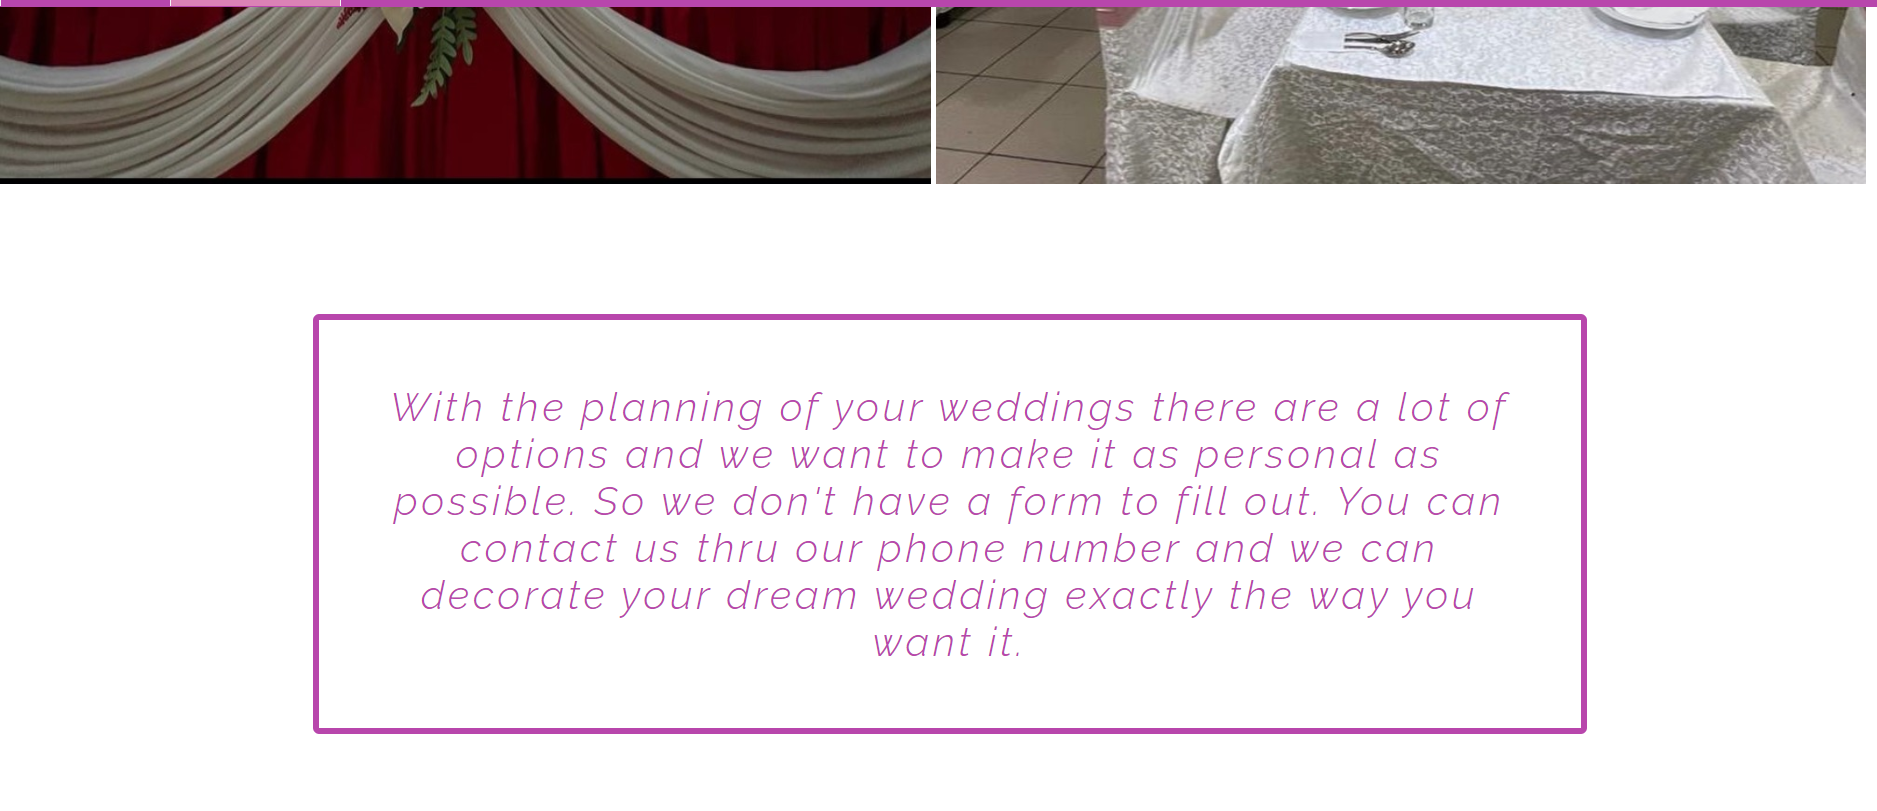 With the planning of your weddings there are a lot of
options and we want to make it as personal as
possible. So we don't have a form to fill out. You can
contact us thru our phone number and we can
decorate your dream wedding exactly the way you
want it.